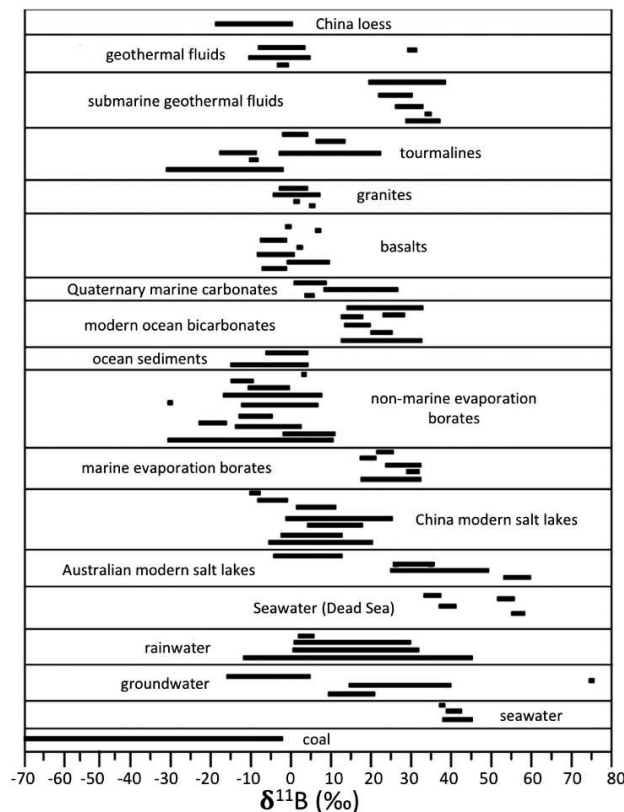 China loess
geothermal fluids
submarine geothermal fluids
tourmalines
granites
basalts
Quaternary marine carbonates
modern ocean bicarbonates
ocean sediments
non-marine evaporation
borates
marine evaporation borates
China modern salt lakes
Australian modern salt lakes
Seawater (Dead Sea)
rainwater
groundwater
seawater
coal
-70 -60 -50 -40 -30 -20 -10 0 10 20 30 40 50 60 70 80
δ¹¹B (‰)